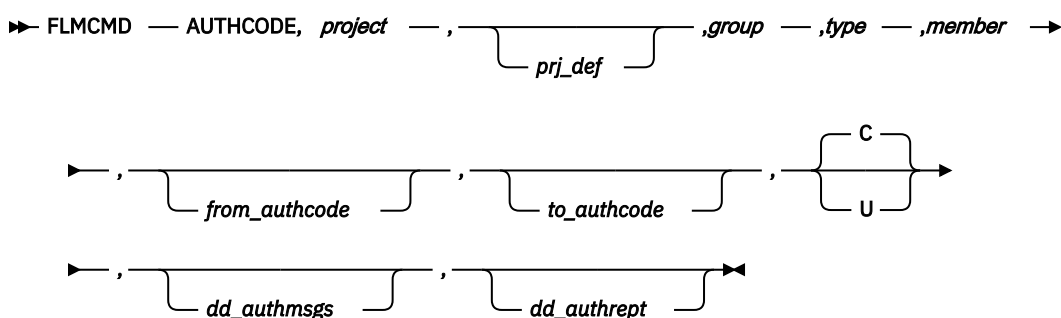 FLMCMD AUTHCODE, project , ,group ,type ,member
prj_def
C
, , ,
from_authcode to_authcode U
, ,
dd_authmsgs dd_authrept